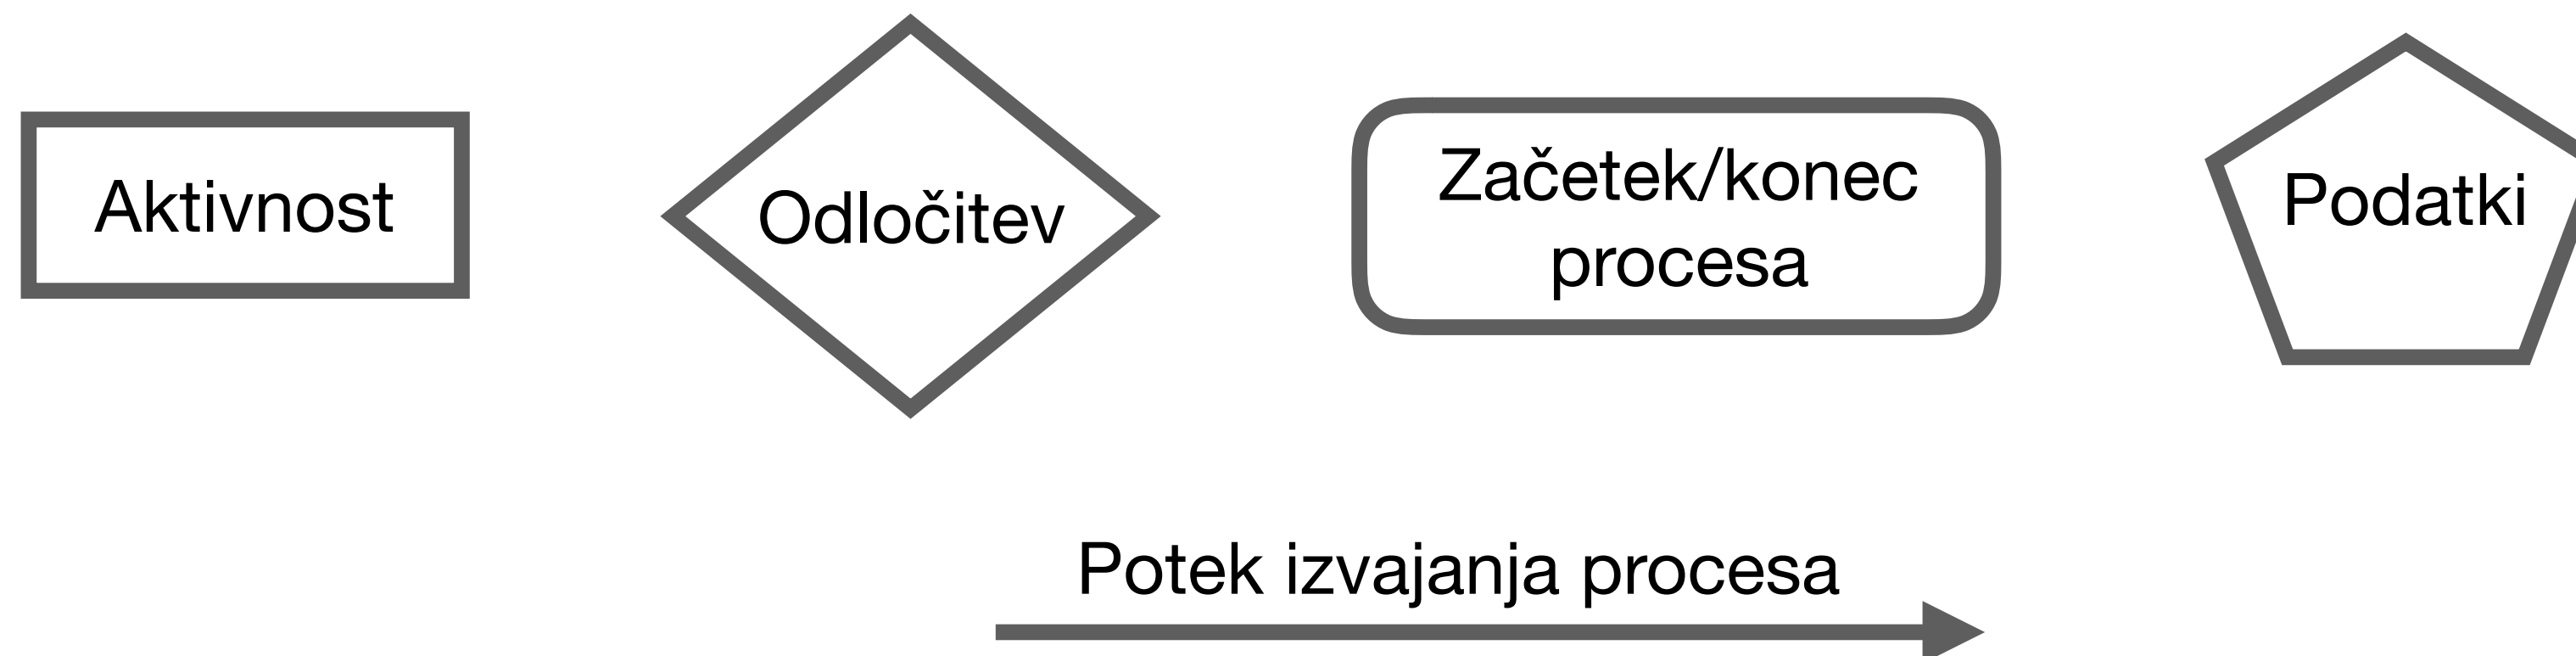 Aktivnost
Odločitev
Začetek/konec
procesa
Podatki
Potek izvajanja procesa